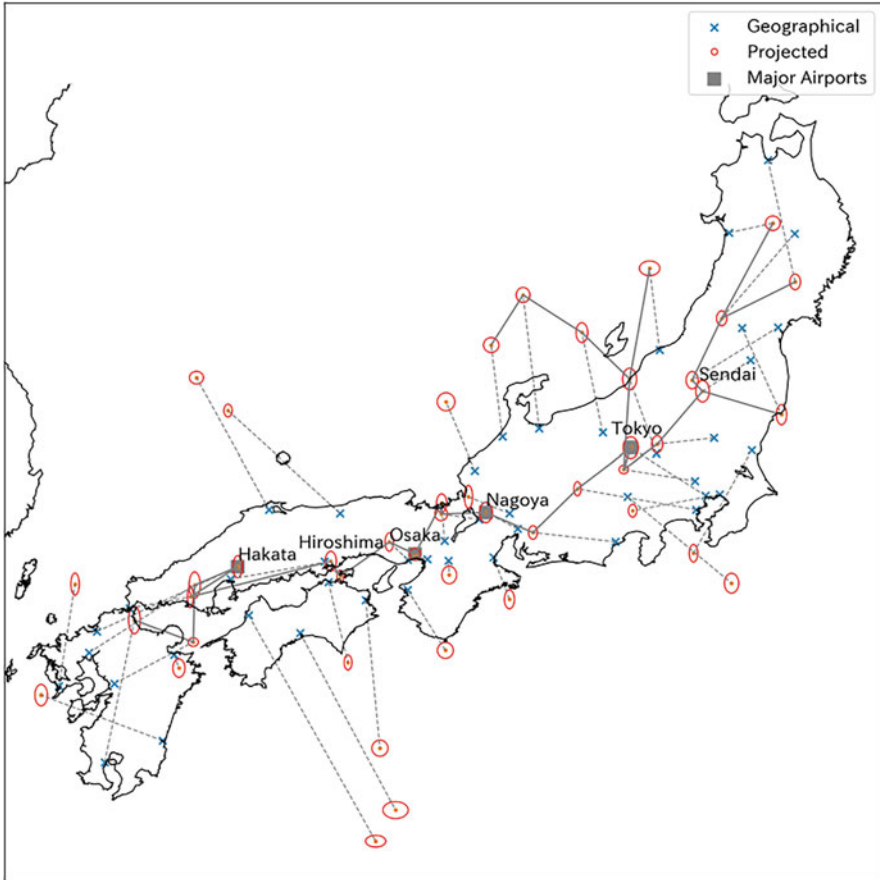 Geographical
Projected
Major Airports
Sendai
Tokyo
Nagoya
Hiroshima
Osaka
Hakata